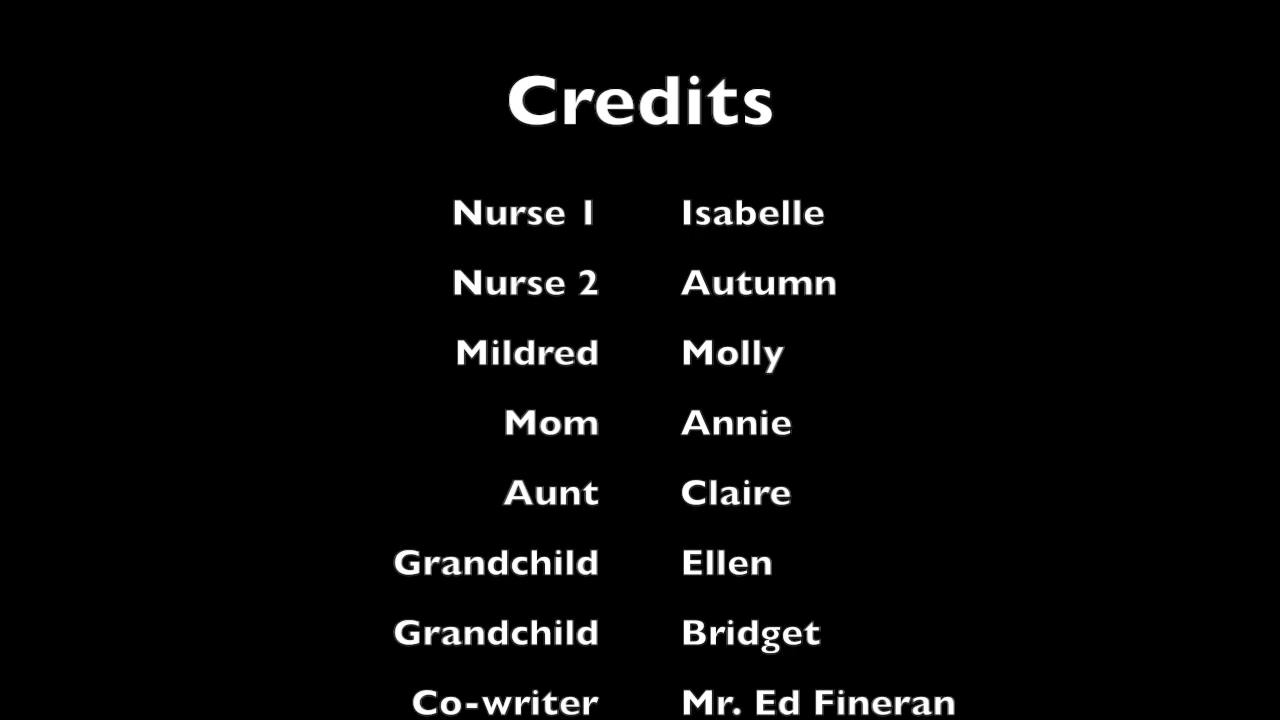 Credits
Nurse 1 Isabelle
Nurse 2 Autumn
Mildred Molly
Mom Annie
Aunt Claire
Grandchild Ellen
Grandchild Bridget
Co-writer Mr. Ed Fineran